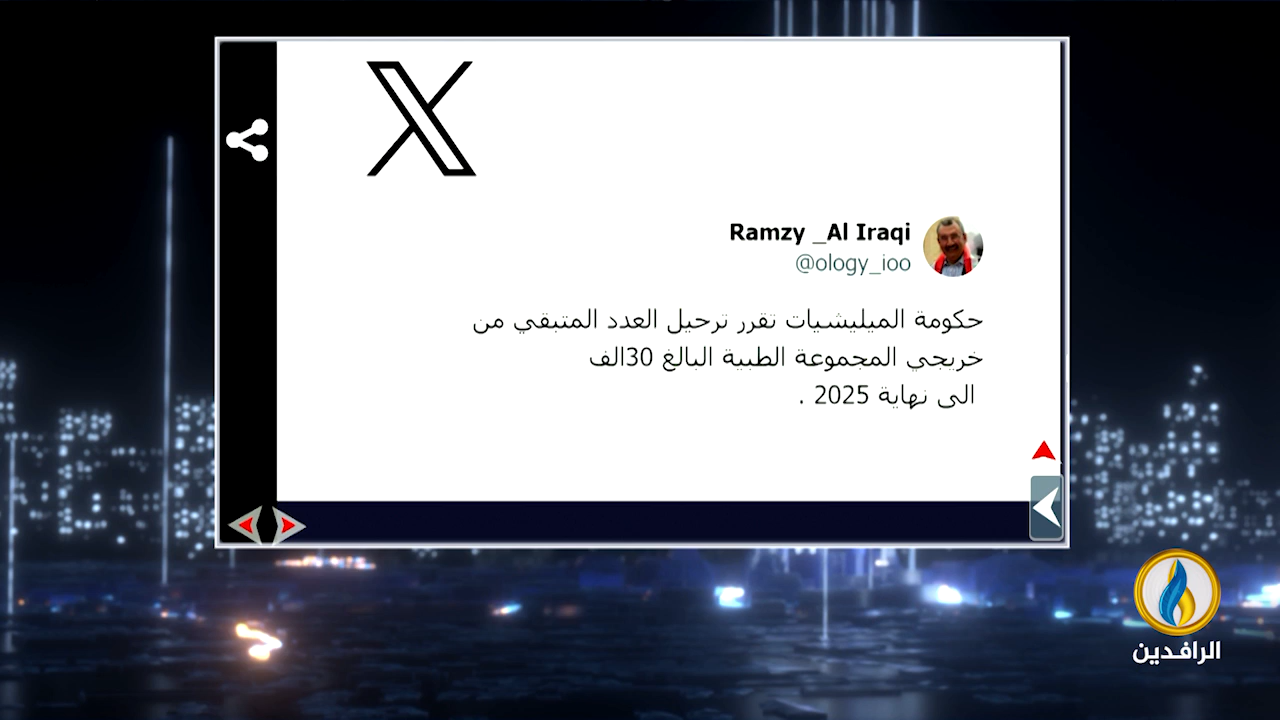 Ramzy _Al Iraqi
@ology_ioo
حكومة الميليشيات تقرر ترحيل العدد المتبقي من
خريجي المجموعة الطبية البالغ 30الف
الى نهاية 2025 .
الرافدين